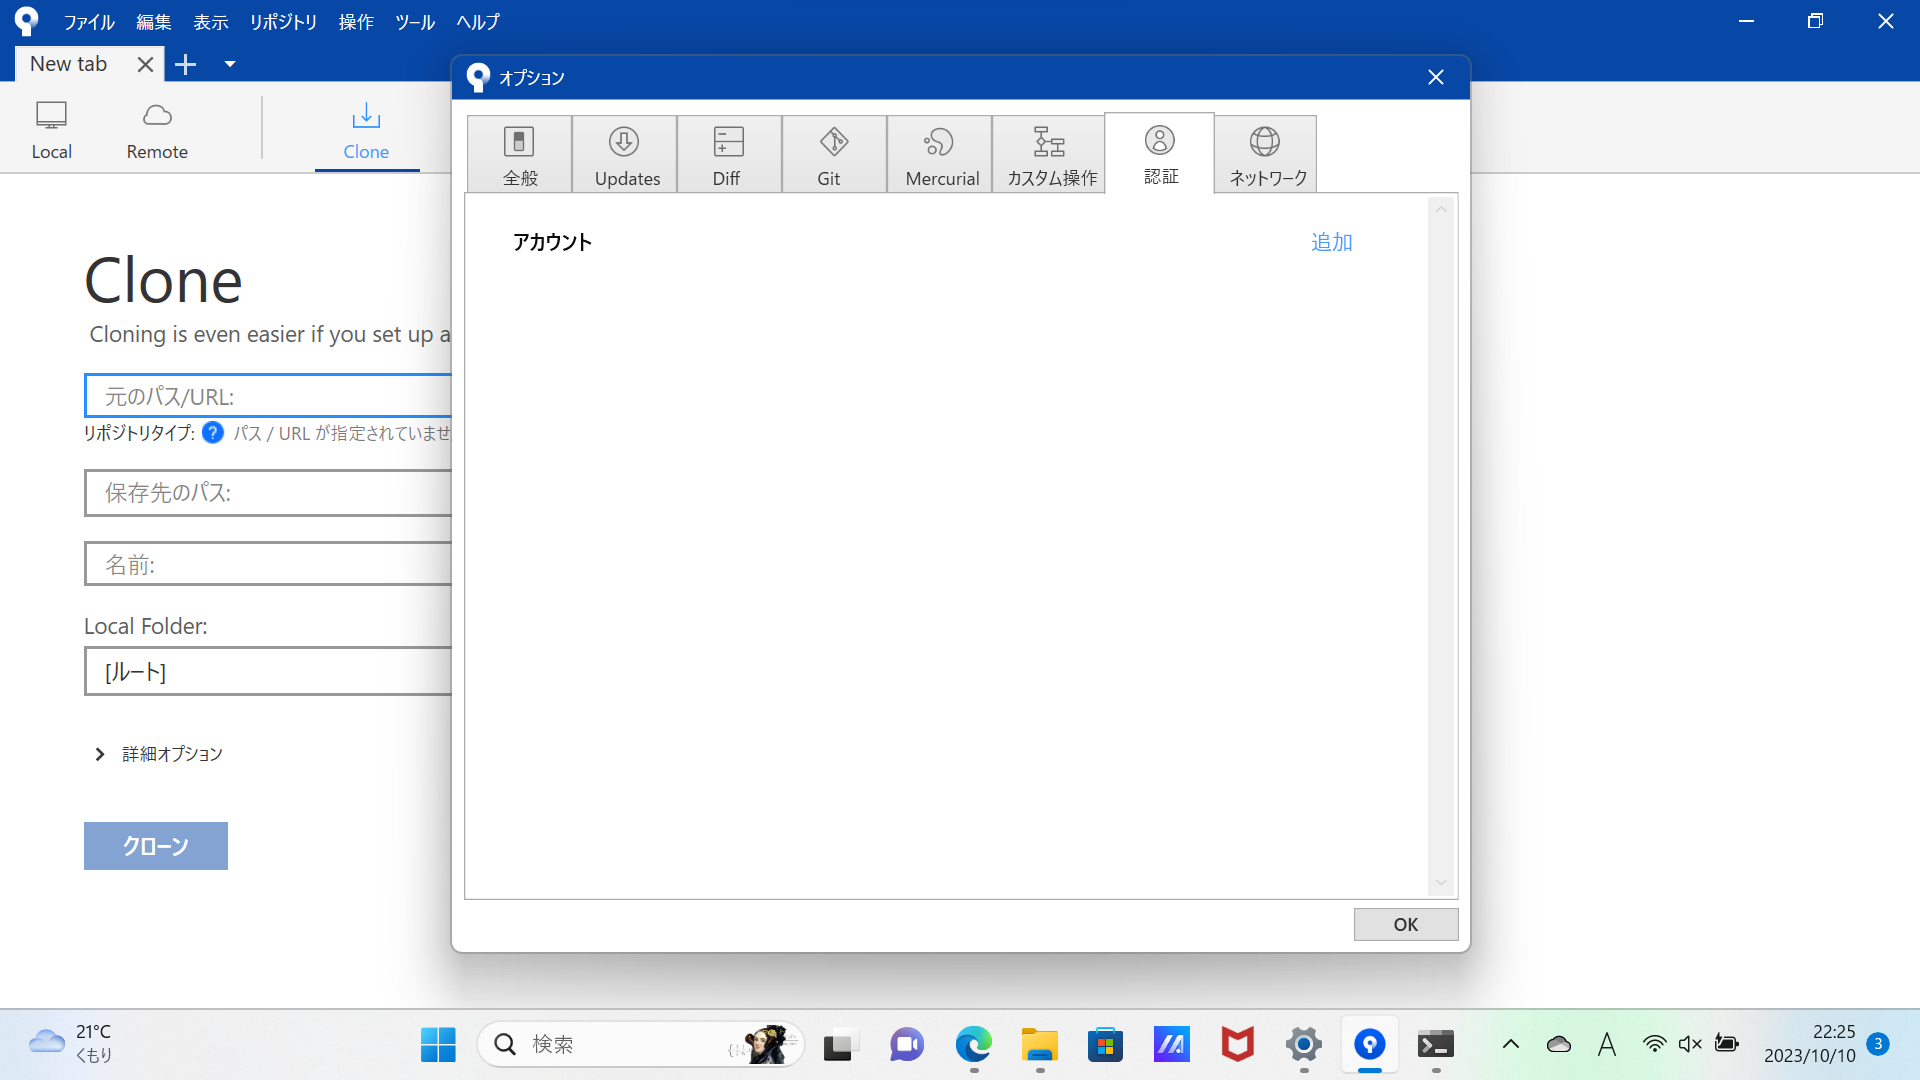 ファイル 編集 表示 リポジトリ 操作 ツール ヘルプ
New tab
Local Remote Clone
Clone
Cloning is even easier if you set up a
元のパス/URL:
リポジトリタイプ: ? パス / URL が指定されていませ
保存先のパス:
名前:
Local Folder:
[ルート]
詳細オプション
クローン
オプション
全般 Updates Diff Git Mercurial カスタム操作 認証 ネットワーク
アカウント 追加
OK
21°C
くもり
検索
A
22:25
2023/10/10
3